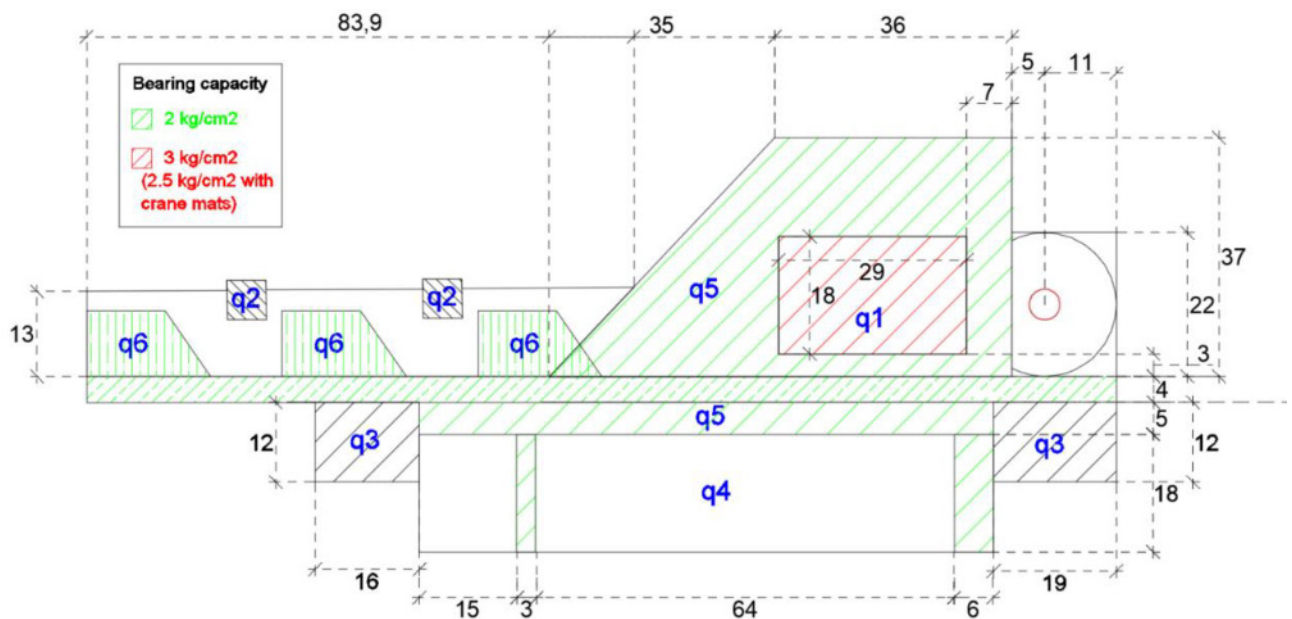 83,9
35
36
5
11
7
Bearing capacity
2 kg/cm2
3 kg/cm2
(2.5 kg/cm2 with
crane mats)
37
29
q5
18
22
q2
q2
q1
13
q6
q6
q6
3
4
q5
5
12
q3
q3
12
q4
18
16
19
15
3
64
6